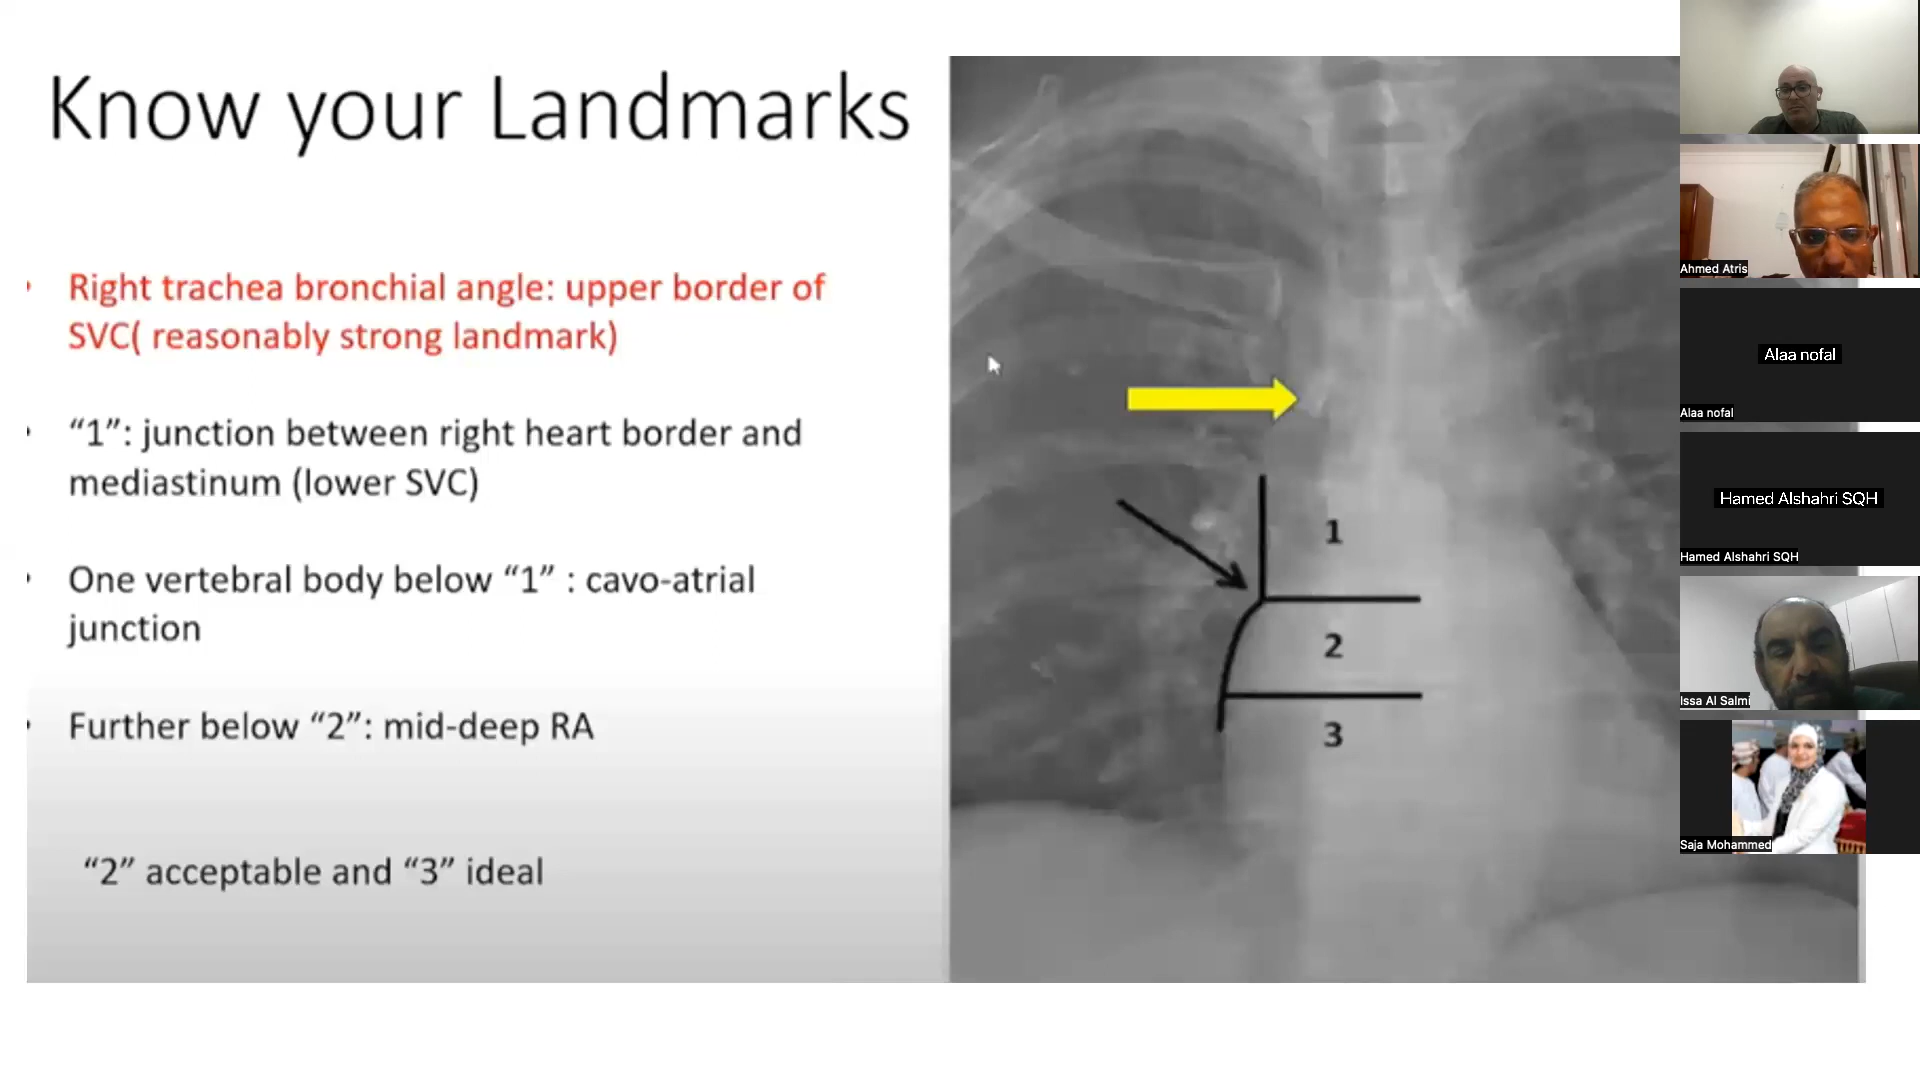 Know your Landmarks
Right trachea bronchial angle: upper border of
SVC( reasonably strong landmark)
“1”: junction between right heart border and
mediastinum (lower SVC)
One vertebral body below “1” : cavo-atrial
junction
Further below “2”: mid-deep RA
“2” acceptable and “3” ideal
1
2
3
Ahmed Atris
Alaa nofal
Alaa nofal
Hamed Alshahri SQH
Hamed Alshahri SQH
Issa Al Salmi
Saja Mohammed